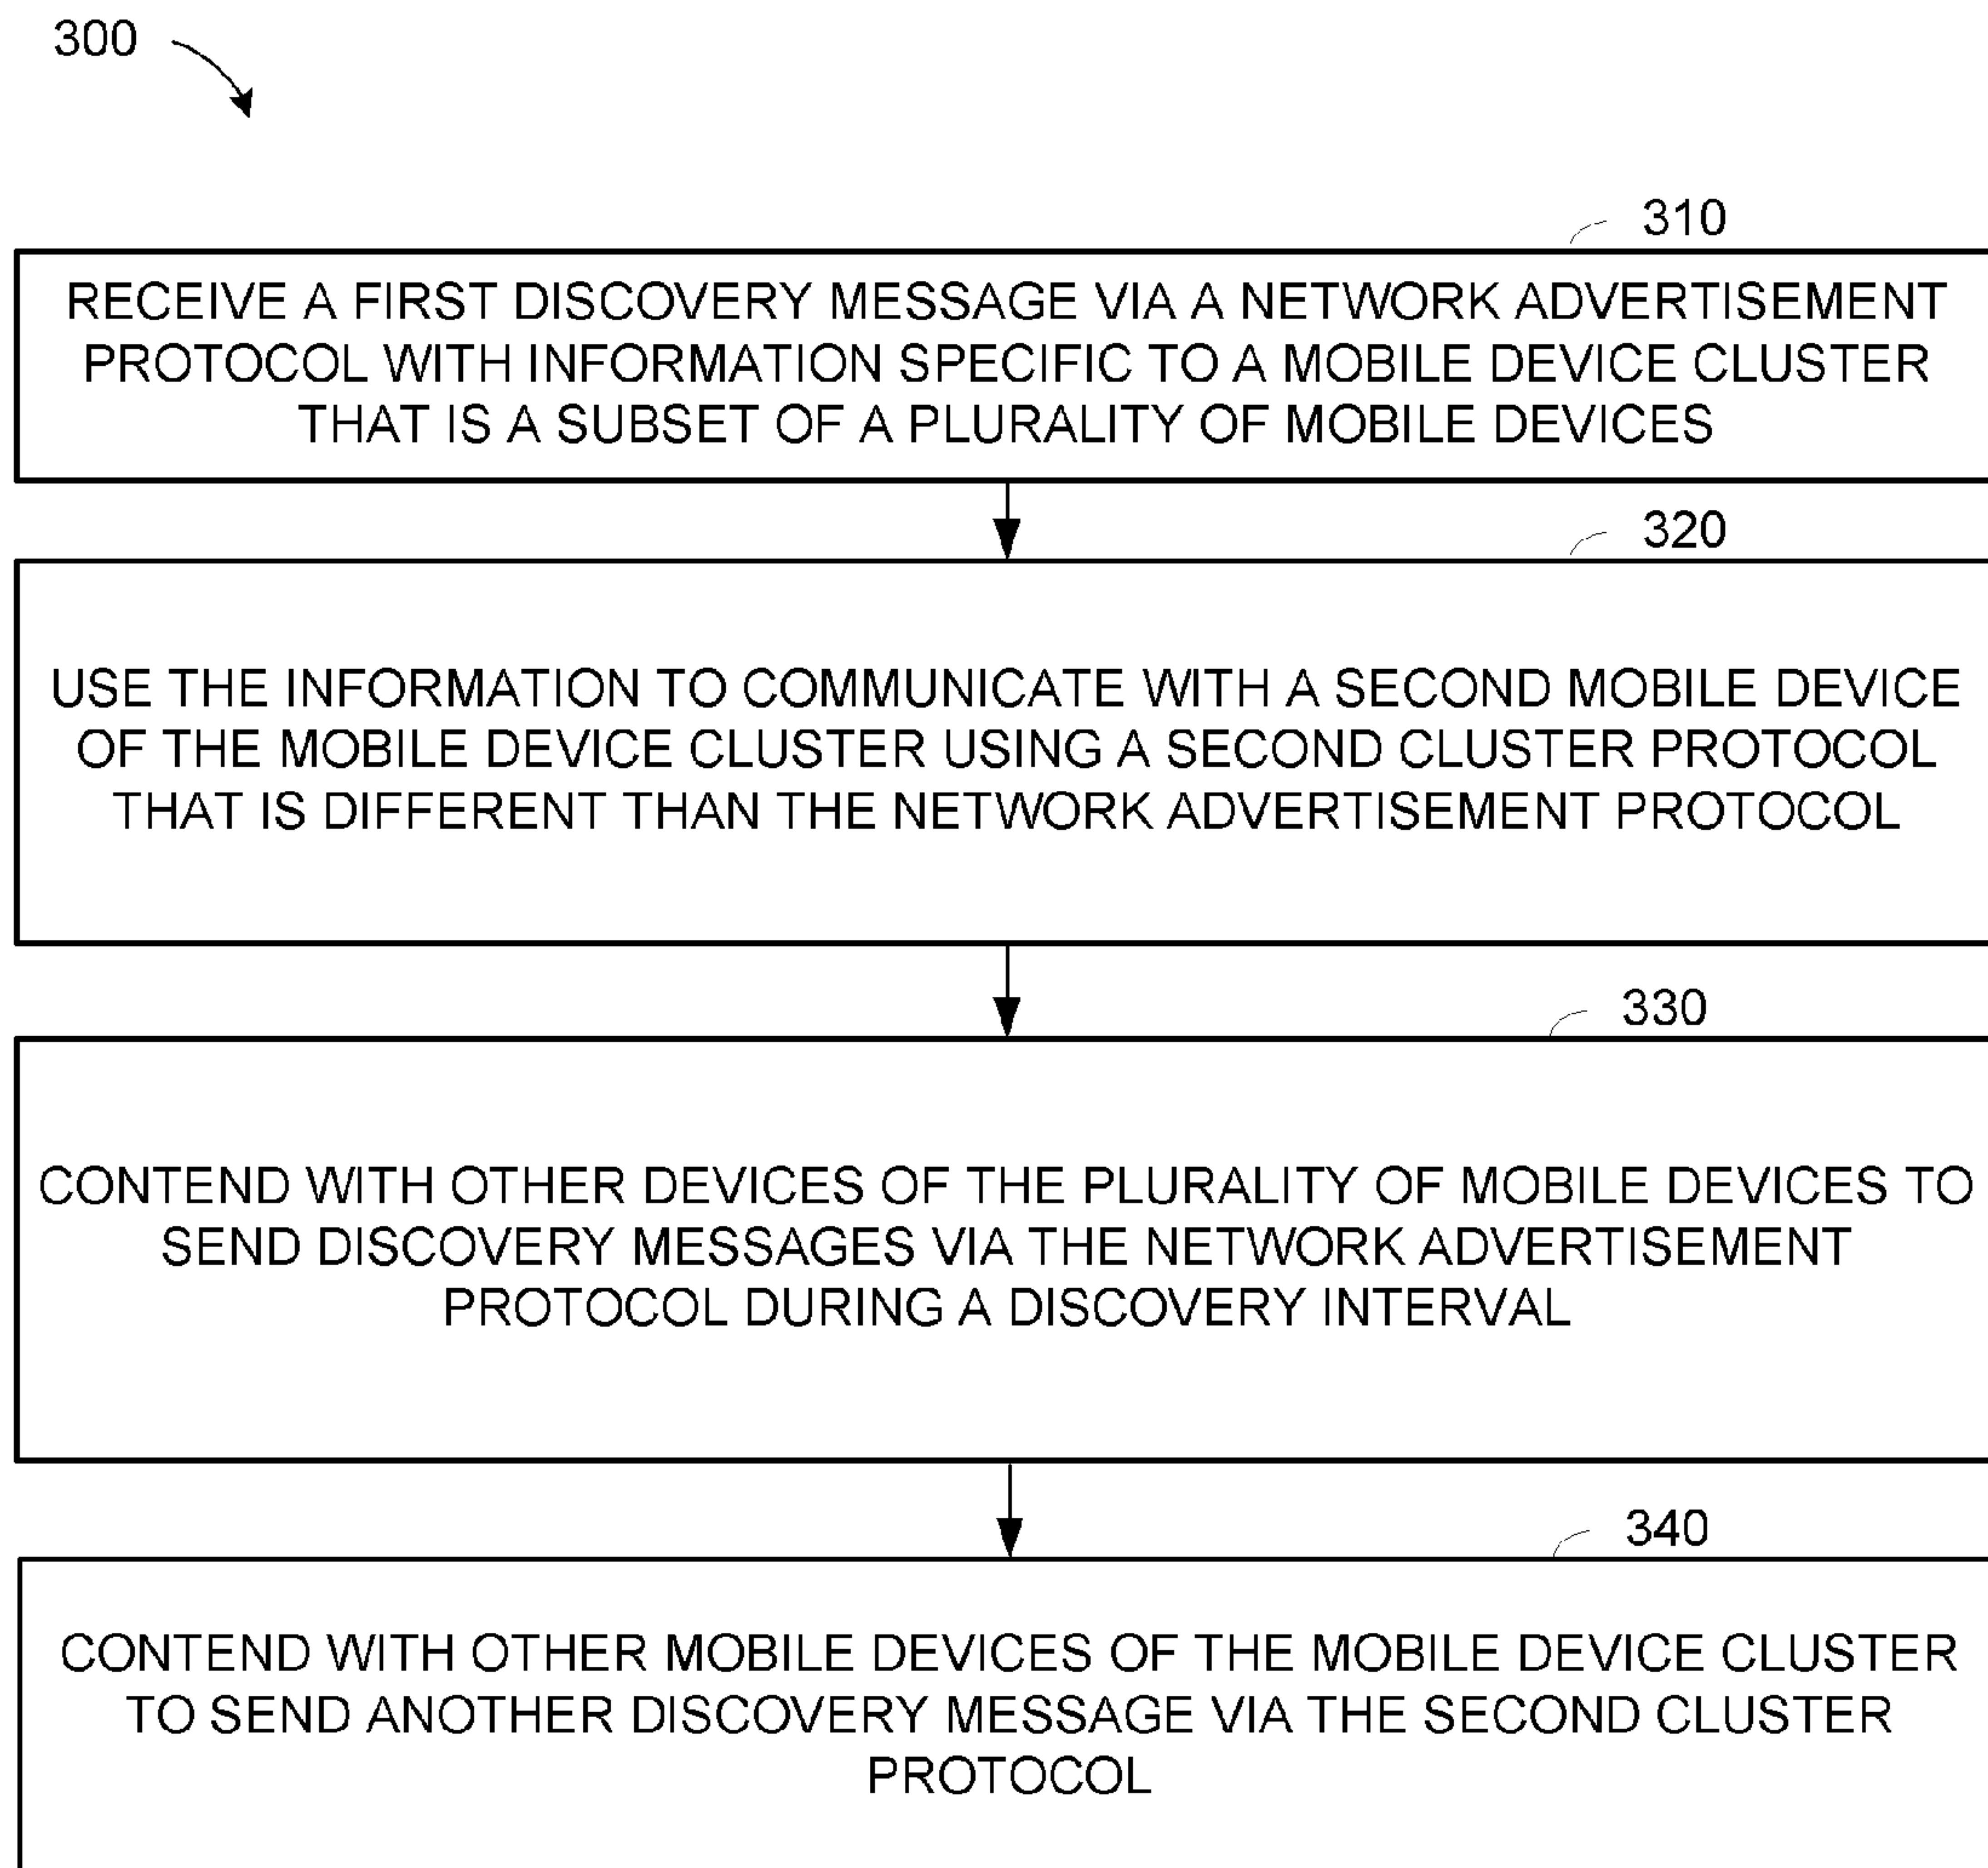 300
310
RECEIVE A FIRST DISCOVERY MESSAGE VIA A NETWORK ADVERTISEMENT
PROTOCOL WITH INFORMATION SPECIFIC TO A MOBILE DEVICE CLUSTER
THAT IS A SUBSET OF A PLURALITY OF MOBILE DEVICES
320
USE THE INFORMATION TO COMMUNICATE WITH A SECOND MOBILE DEVICE
OF THE MOBILE DEVICE CLUSTER USING A SECOND CLUSTER PROTOCOL
THAT IS DIFFERENT THAN THE NETWORK ADVERTISEMENT PROTOCOL
330
CONTEND WITH OTHER DEVICES OF THE PLURALITY OF MOBILE DEVICES TO
SEND DISCOVERY MESSAGES VIA THE NETWORK ADVERTISEMENT
PROTOCOL DURING A DISCOVERY INTERVAL
340
CONTEND WITH OTHER MOBILE DEVICES OF THE MOBILE DEVICE CLUSTER
TO SEND ANOTHER DISCOVERY MESSAGE VIA THE SECOND CLUSTER
PROTOCOL